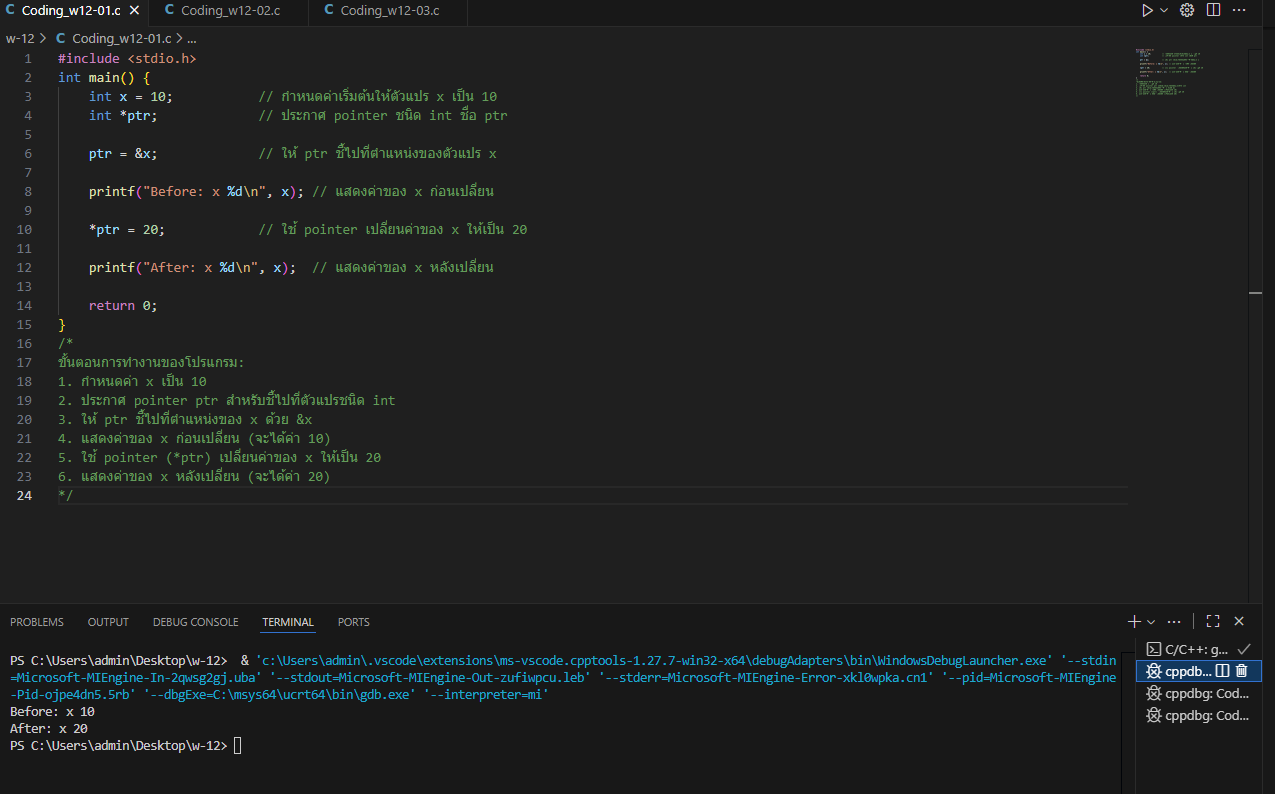 C Coding_w12-01.c × C Coding_w12-02.c C Coding_w12-03.c
w-12 > C Coding_w12-01.c > ...
1 #include <stdio.h>
2 int main() {
3 int x = 10; // กำหนดค่าเริ่มต้นให้ตัวแปร x เป็น 10
4 int *ptr; // ประกาศ pointer ชนิด int ชื่อ ptr
5
6 ptr = &x; // ให้ ptr ชี้ไปที่ตำแหน่งของตัวแปร x
7
8 printf("Before: x %d\n", x); // แสดงค่าของ x ก่อนเปลี่ยน
9
10 *ptr = 20; // ใช้ pointer เปลี่ยนค่าของ x ให้เป็น 20
11
12 printf("After: x %d\n", x); // แสดงค่าของ x หลังเปลี่ยน
13
14 return 0;
15 }
16 /*
17 ขั้นตอนการทำงานของโปรแกรม:
18 1. กำหนดค่า x เป็น 10
19 2. ประกาศ pointer ptr สำหรับชี้ไปที่ตัวแปรชนิด int
20 3. ให้ ptr ชี้ไปที่ตำแหน่งของ x ด้วย &x
21 4. แสดงค่าของ x ก่อนเปลี่ยน (จะได้ค่า 10)
22 5. ใช้ pointer (*ptr) เปลี่ยนค่าของ x ให้เป็น 20
23 6. แสดงค่าของ x หลังเปลี่ยน (จะได้ค่า 20)
24 */
PROBLEMS OUTPUT DEBUG CONSOLE TERMINAL PORTS
PS C:\Users\admin\Desktop\w-12> & 'c:\Users\admin\.vscode\extensions\ms-vscode.cpptools-1.27.7-win32-x64\debugAdapters\bin\WindowsDebugLauncher.exe' '--stdin
=Microsoft-MIEngine-In-2qwsg2gj.uba' '--stdout=Microsoft-MIEngine-Out-zufiwpcu.leb' '--stderr=Microsoft-MIEngine-Error-xkl0wpka.cn1' '--pid=Microsoft-MIEngine
-Pid-ojpe4dn5.5rb' '--dbgExe=C:\msys64\ucrt64\bin\gdb.exe' '--interpreter=mi'
Before: x 10
After: x 20
PS C:\Users\admin\Desktop\w-12>
C/C++: g...
cppdb...
cppdbg: Cod...
cppdbg: Cod...